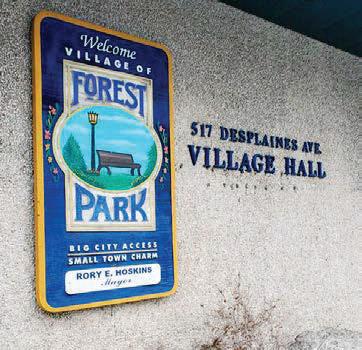 Welcome
VILLAGE OF
FOREST
PARK
BIG CITY ACCESS
SMALL TOWN CHARM
RORY E. HOSKINS
Mayor
517 DESPLAINES AVE
VILLAGE HALL